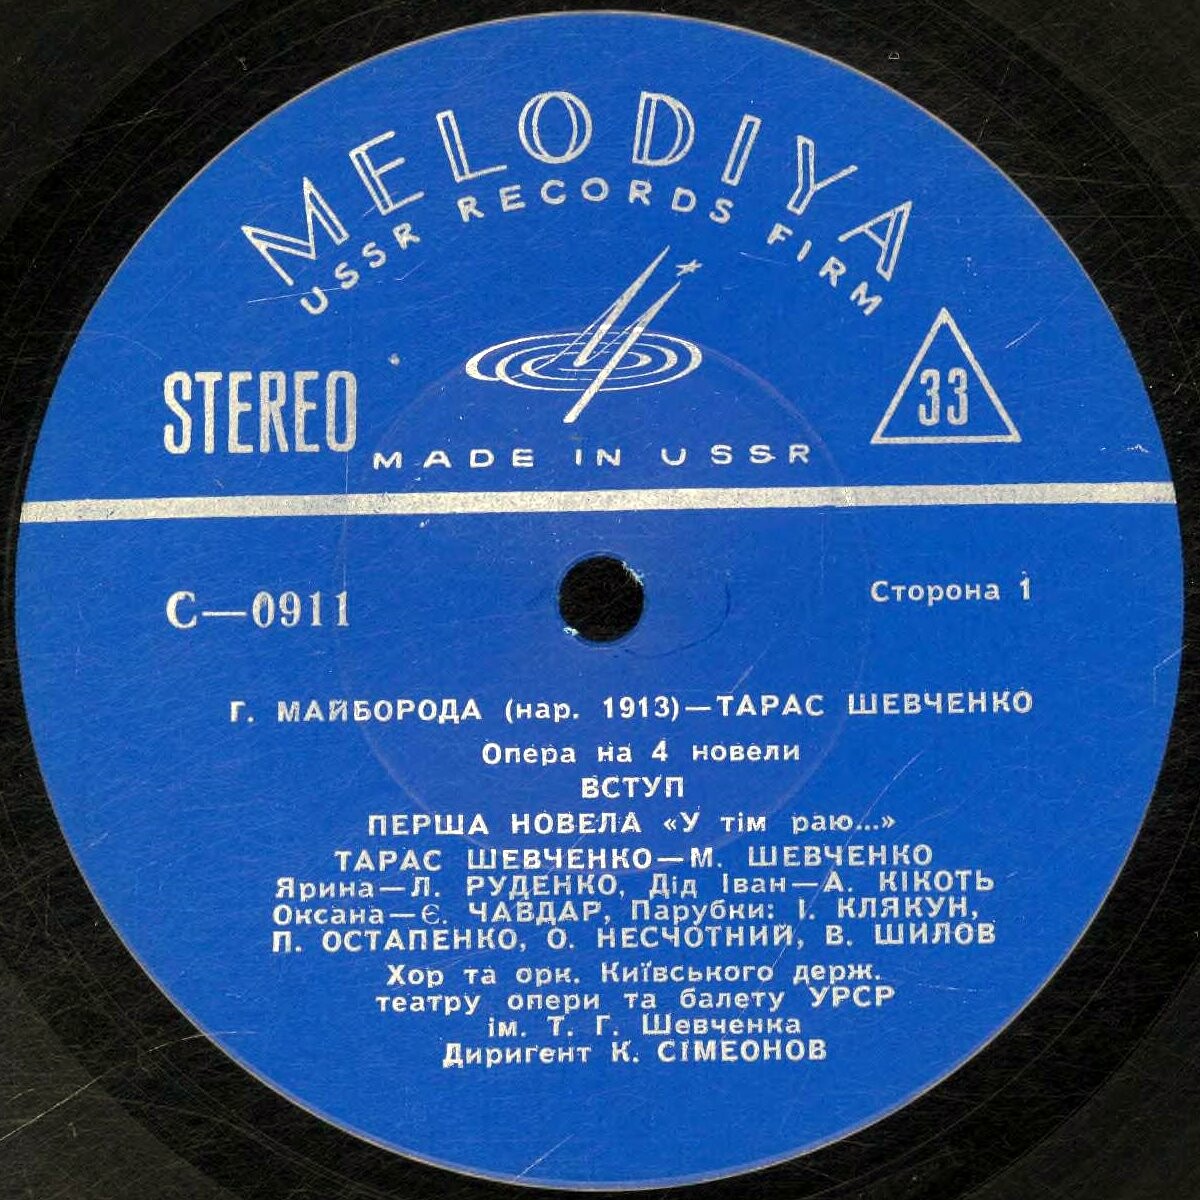 MELODIYA
USSR RECORDS FIRM
STEREO
33
MADE IN USSR
С—0911
Сторона 1
Г. МАЙБОРОДА (нар. 1913)—ТАРАС ШЕВЧЕНКО
Опера на 4 новели
ВСТУП
ПЕРША НОВЕЛА «У тім раю...»
ТАРАС ШЕВЧЕНКО—М. ШЕВЧЕНКО
Ярина—Л. РУДЕНКО, Дід Іван—А. КІКОТЬ
Оксана—Є. ЧАВДАР, Парубки: І. КЛЯКУН,
П. ОСТАПЕНКО, О. НЕСЧОТНИЙ, В. ШИЛОВ
Хор та орк. Київського держ.
театру опери та балету УРСР
ім. Т. Г. Шевченка
Диригент К. СІМЕОНОВ